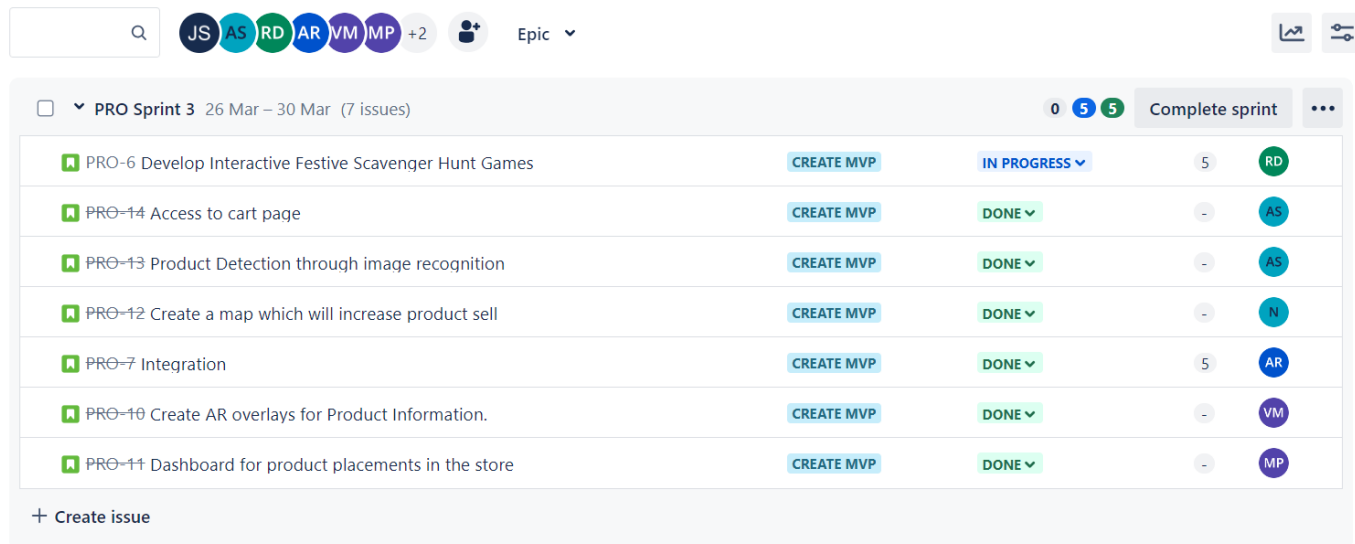 JS AS RD AR VM MP +2 Epic
PRO Sprint 3 26 Mar – 30 Mar (7 issues) 0 5 5 Complete sprint
PRO-6 Develop Interactive Festive Scavenger Hunt Games CREATE MVP IN PROGRESS 5 RD
PRO-14 Access to cart page CREATE MVP DONE - AS
PRO-13 Product Detection through image recognition CREATE MVP DONE - AS
PRO-12 Create a map which will increase product sell CREATE MVP DONE - N
PRO-7 Integration CREATE MVP DONE 5 AR
PRO-10 Create AR overlays for Product Information. CREATE MVP DONE - VM
PRO-11 Dashboard for product placements in the store CREATE MVP DONE - MP
+ Create issue